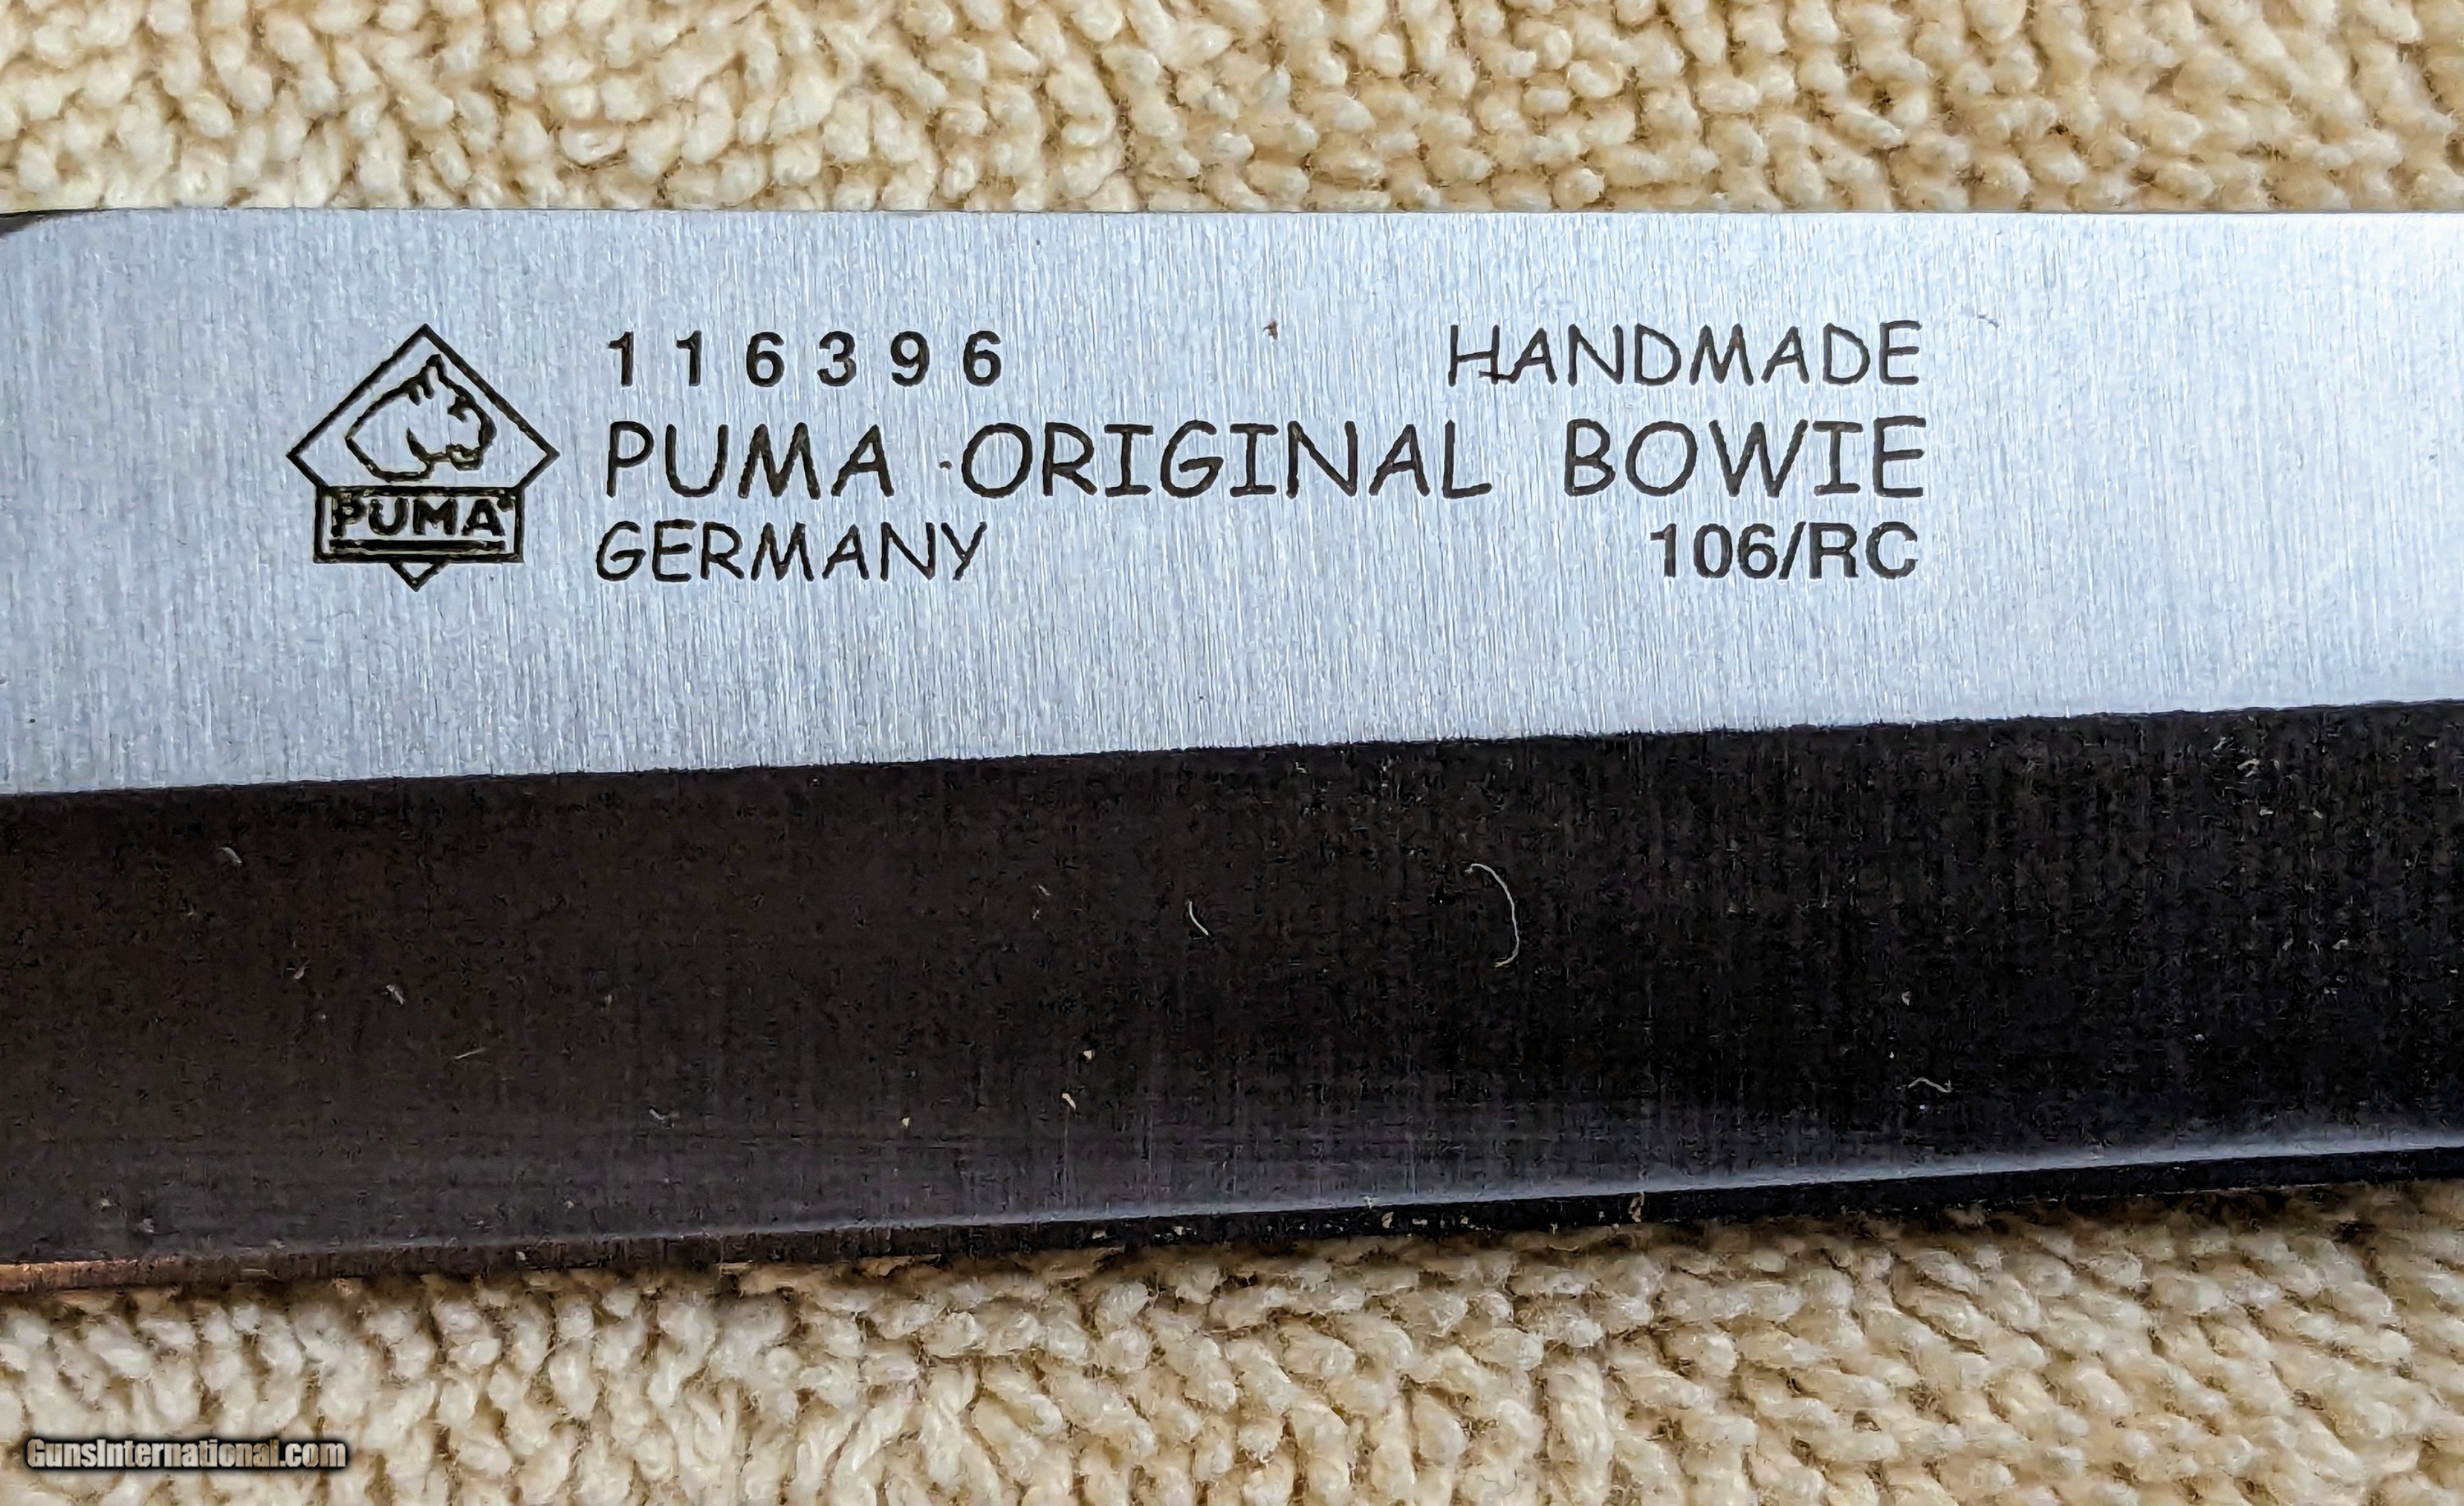 116396 HANDMADE
PUMA ORIGINAL BOWIE
PUMA
GERMANY 106/RC
GunsInternational.com